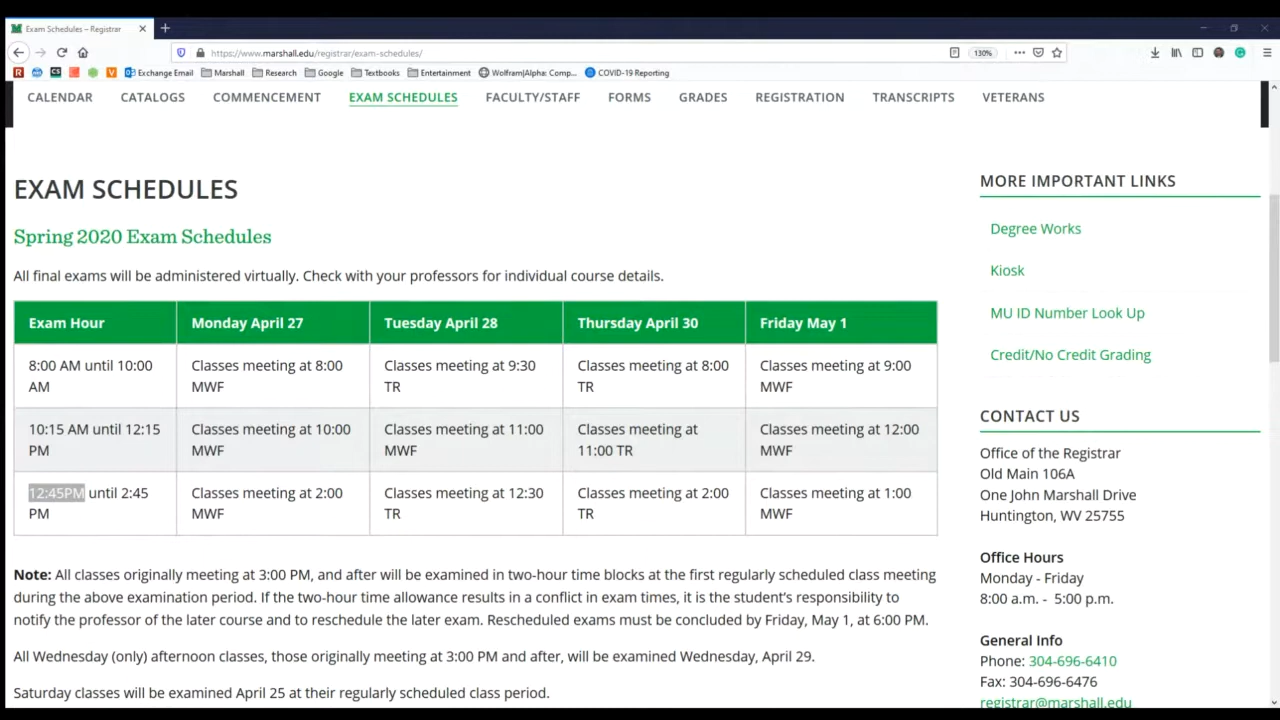 Exam Schedules – Registrar
https://www.marshall.edu/registrar/exam-schedules/
130%
Exchange Email Marshall Research Google Textbooks Entertainment Wolfram|Alpha: Comp... COVID-19 Reporting
CALENDAR CATALOGS COMMENCEMENT EXAM SCHEDULES FACULTY/STAFF FORMS GRADES REGISTRATION TRANSCRIPTS VETERANS
EXAM SCHEDULES
Spring 2020 Exam Schedules
All final exams will be administered virtually. Check with your professors for individual course details.
Exam Hour Monday April 27 Tuesday April 28 Thursday April 30 Friday May 1
8:00 AM until 10:00 Classes meeting at 8:00 Classes meeting at 9:30 Classes meeting at 8:00 Classes meeting at 9:00
AM MWF TR TR MWF
10:15 AM until 12:15 Classes meeting at 10:00 Classes meeting at 11:00 Classes meeting at Classes meeting at 12:00
PM MWF MWF 11:00 TR MWF
12:45PM until 2:45 Classes meeting at 2:00 Classes meeting at 12:30 Classes meeting at 2:00 Classes meeting at 1:00
PM MWF TR TR MWF
Note: All classes originally meeting at 3:00 PM, and after will be examined in two-hour time blocks at the first regularly scheduled class meeting
during the above examination period. If the two-hour time allowance results in a conflict in exam times, it is the student's responsibility to
notify the professor of the later course and to reschedule the later exam. Rescheduled exams must be concluded by Friday, May 1, at 6:00 PM.
All Wednesday (only) afternoon classes, those originally meeting at 3:00 PM and after, will be examined Wednesday, April 29.
Saturday classes will be examined April 25 at their regularly scheduled class period.
MORE IMPORTANT LINKS
Degree Works
Kiosk
MU ID Number Look Up
Credit/No Credit Grading
CONTACT US
Office of the Registrar
Old Main 106A
One John Marshall Drive
Huntington, WV 25755
Office Hours
Monday - Friday
8:00 a.m. - 5:00 p.m.
General Info
Phone: 304-696-6410
Fax: 304-696-6476
registrar@marshall.edu